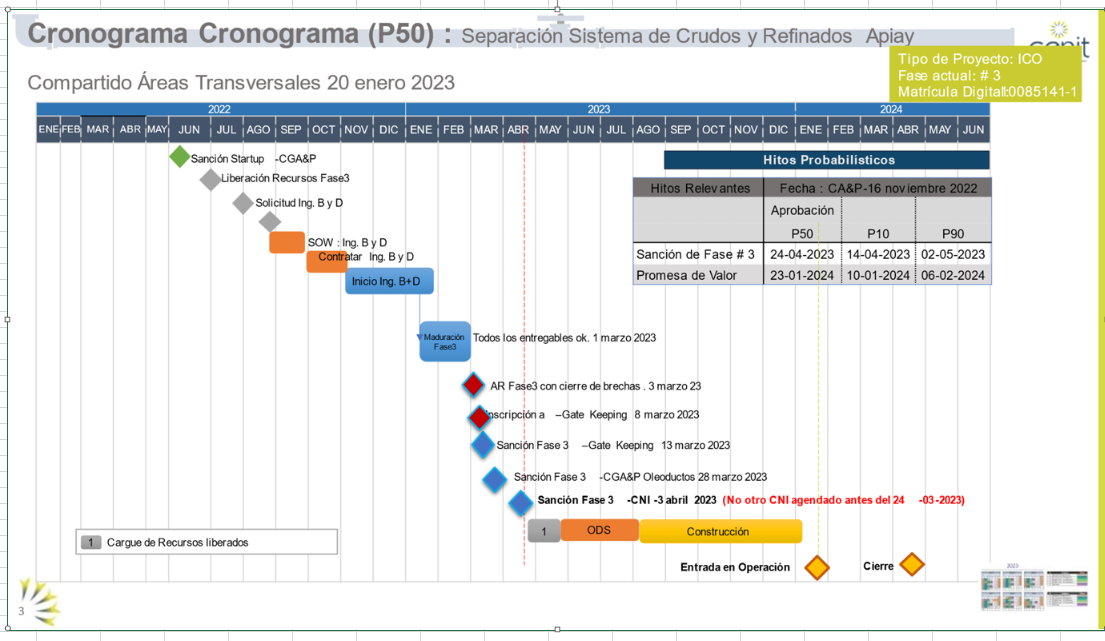 Cronograma Cronograma (P50) : Separación Sistema de Crudos y Refinados Apiay
cenit
Tipo de Proyecto: ICO
Fase actual: # 3
Matrícula Digital:0085141-1
Compartido Áreas Transversales 20 enero 2023
2022 2023 2024
ENE FEB MAR ABR MAY JUN JUL AGO SEP OCT NOV DIC ENE FEB MAR ABR MAY JUN JUL AGO SEP OCT NOV DIC ENE FEB MAR ABR MAY JUN
Sanción Startup -CGA&P
Hitos Probabilísticos
Liberación Recursos Fase3
Hitos Relevantes Fecha : CA&P-16 noviembre 2022
Solicitud Ing. B y D
Aprobación
P50 P10 P90
SOW : Ing. B y D
Sanción de Fase # 3 24-04-2023 14-04-2023 02-05-2023
Contratar Ing. B y D
Promesa de Valor 23-01-2024 10-01-2024 06-02-2024
Inicio Ing. B+D
Maduración
Fase3
Todos los entregables ok. 1 marzo 2023
AR Fase3 con cierre de brechas . 3 marzo 23
Inscripción a –Gate Keeping 8 marzo 2023
Sanción Fase 3 –Gate Keeping 13 marzo 2023
Sanción Fase 3 -CGA&P Oleoductos 28 marzo 2023
Sanción Fase 3 -CNI -3 abril 2023 (No otro CNI agendado antes del 24 -03-2023)
1 ODS Construcción
1 Cargue de Recursos liberados
Entrada en Operación Cierre
2023
3